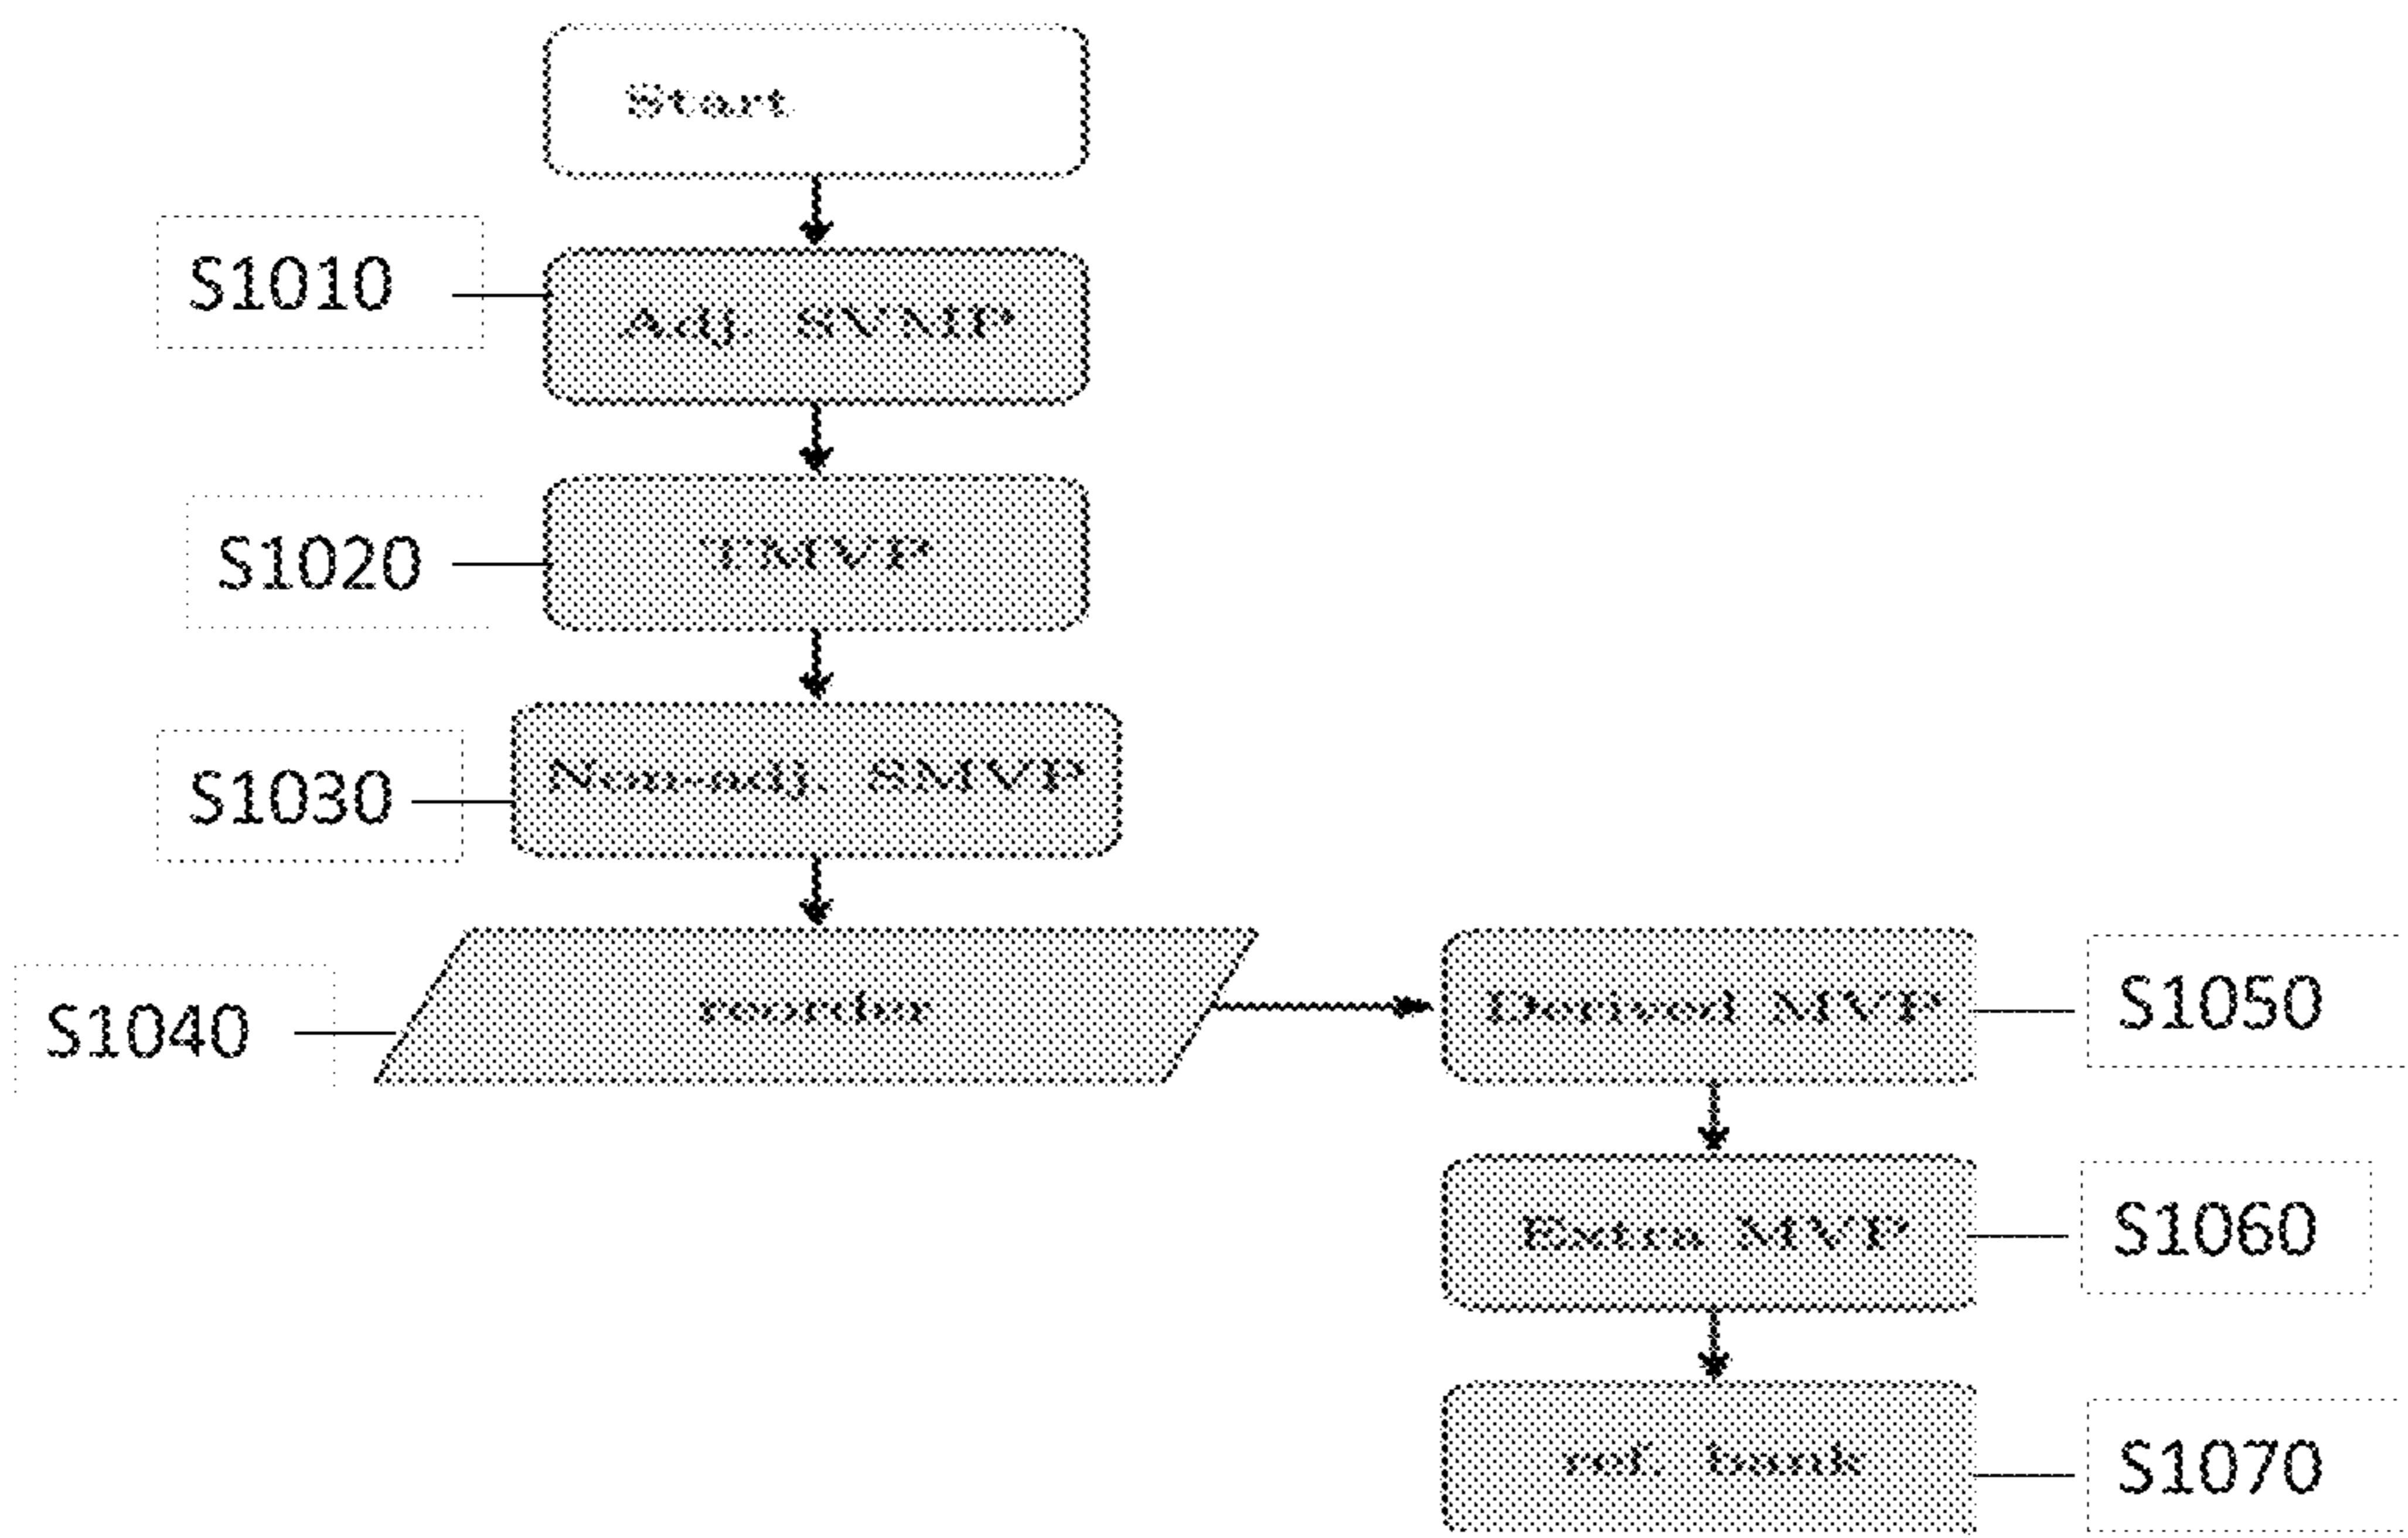 Start
S1010
Adj. SVMP
S1020
TMVP
S1030
Non-adj. SMVP
S1040
reorder
Derived MVP
S1050
Extra MVP
S1060
ref. bank
S1070